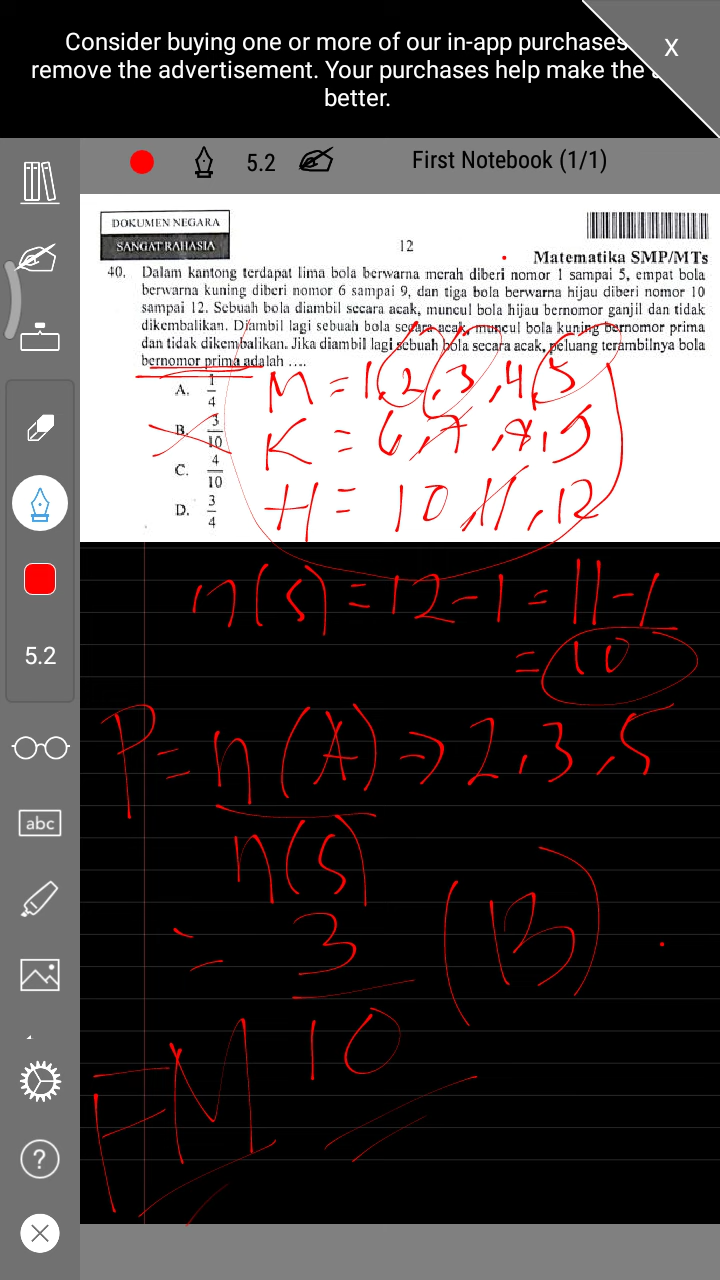 Consider buying one or more of our in-app purchases
remove the advertisement. Your purchases help make the
better.
X
5.2
First Notebook (1/1)
DOKUMEN NEGARA
SANGAT RAHASIA
12
Matematika SMP/MTs
40. Dalam kantong terdapat lima bola berwarna merah diberi nomor 1 sampai 5, empat bola
berwarna kuning diberi nomor 6 sampai 9, dan tiga bola berwarna hijau diberi nomor 10
sampai 12. Sebuah bola diambil secara acak, muncul bola hijau bernomor ganjil dan tidak
dikembalikan. Diambil lagi sebuah bola secara acak, muncul bola kuning bernomor prima
dan tidak dikembalikan. Jika diambil lagi sebuah bola secara acak, peluang terambilnya bola
bernomor prima adalah ....
A. 1/4
B. 3/10
C. 4/10
D. 3/4
M = 1,2,3,4,5
K = 6,7,8,9
H = 10,11,12
n(S) = 12-1 = 11-1
= 10
P = n(A) => 2,3,5
n(S)
= 3 (B)
10
FM
5.2
abc
?